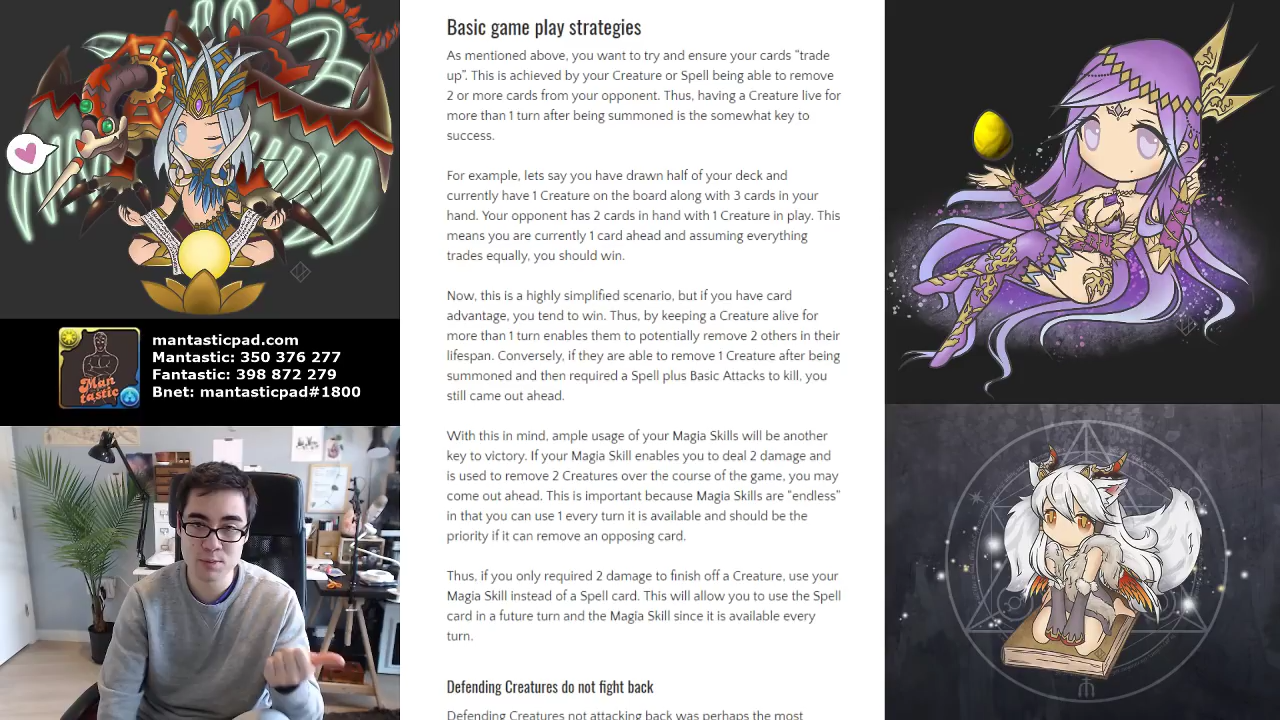 mantasticpad.com
Mantastic: 350 376 277
Fantastic: 398 872 279
Bnet: mantasticpad#1800
Man
tastic
Basic game play strategies
As mentioned above, you want to try and ensure your cards “trade
up”. This is achieved by your Creature or Spell being able to remove
2 or more cards from your opponent. Thus, having a Creature live for
more than 1 turn after being summoned is the somewhat key to
success.
For example, lets say you have drawn half of your deck and
currently have 1 Creature on the board along with 3 cards in your
hand. Your opponent has 2 cards in hand with 1 Creature in play. This
means you are currently 1 card ahead and assuming everything
trades equally, you should win.
Now, this is a highly simplified scenario, but if you have card
advantage, you tend to win. Thus, by keeping a Creature alive for
more than 1 turn enables them to potentially remove 2 others in their
lifespan. Conversely, if they are able to remove 1 Creature after being
summoned and then required a Spell plus Basic Attacks to kill, you
still came out ahead.
With this in mind, ample usage of your Magia Skills will be another
key to victory. If your Magia Skill enables you to deal 2 damage and
is used to remove 2 Creatures over the course of the game, you may
come out ahead. This is important because Magia Skills are “endless”
in that you can use 1 every turn it is available and should be the
priority if it can remove an opposing card.
Thus, if you only required 2 damage to finish off a Creature, use your
Magia Skill instead of a Spell card. This will allow you to use the Spell
card in a future turn and the Magia Skill since it is available every
turn.
Defending Creatures do not fight back
Defending Creatures not attacking back was perhaps the most